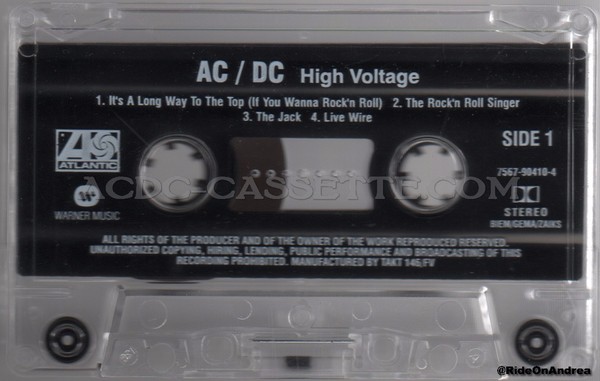 AC / DC High Voltage
1. It's A Long Way To The Top (If You Wanna Rock'n Roll) 2. The Rock'n Roll Singer
3. The Jack 4. Live Wire
SIDE 1
ATLANTIC
7567-90410-4
ACDC-CASSETTE.COM
WARNER MUSIC
STEREO
BIEM/GEMA/ZAIKS
ALL RIGHTS OF THE PRODUCER AND OF THE OWNER OF THE WORK REPRODUCED RESERVED.
UNAUTHORIZED COPYING, HIRING, LENDING, PUBLIC PERFORMANCE AND BROADCASTING OF THIS
RECORDING PROHIBITED. MANUFACTURED BY TAKT 146/FV
@RideOnAndrea